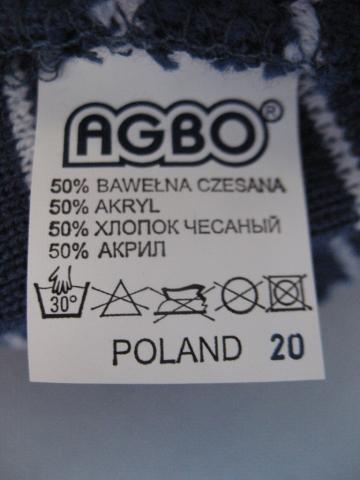 AGBO®
50% BAWEŁNA CZESANA
50% AKRYL
50% ХЛОПОК ЧЕСАНЫЙ
50% АКРИЛ
30°
POLAND 20